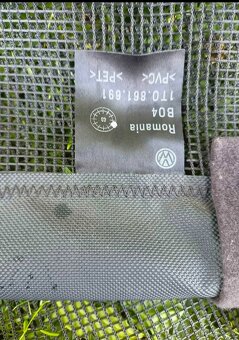 Romania
B04
1T0.861.691
>PVC< >PET<